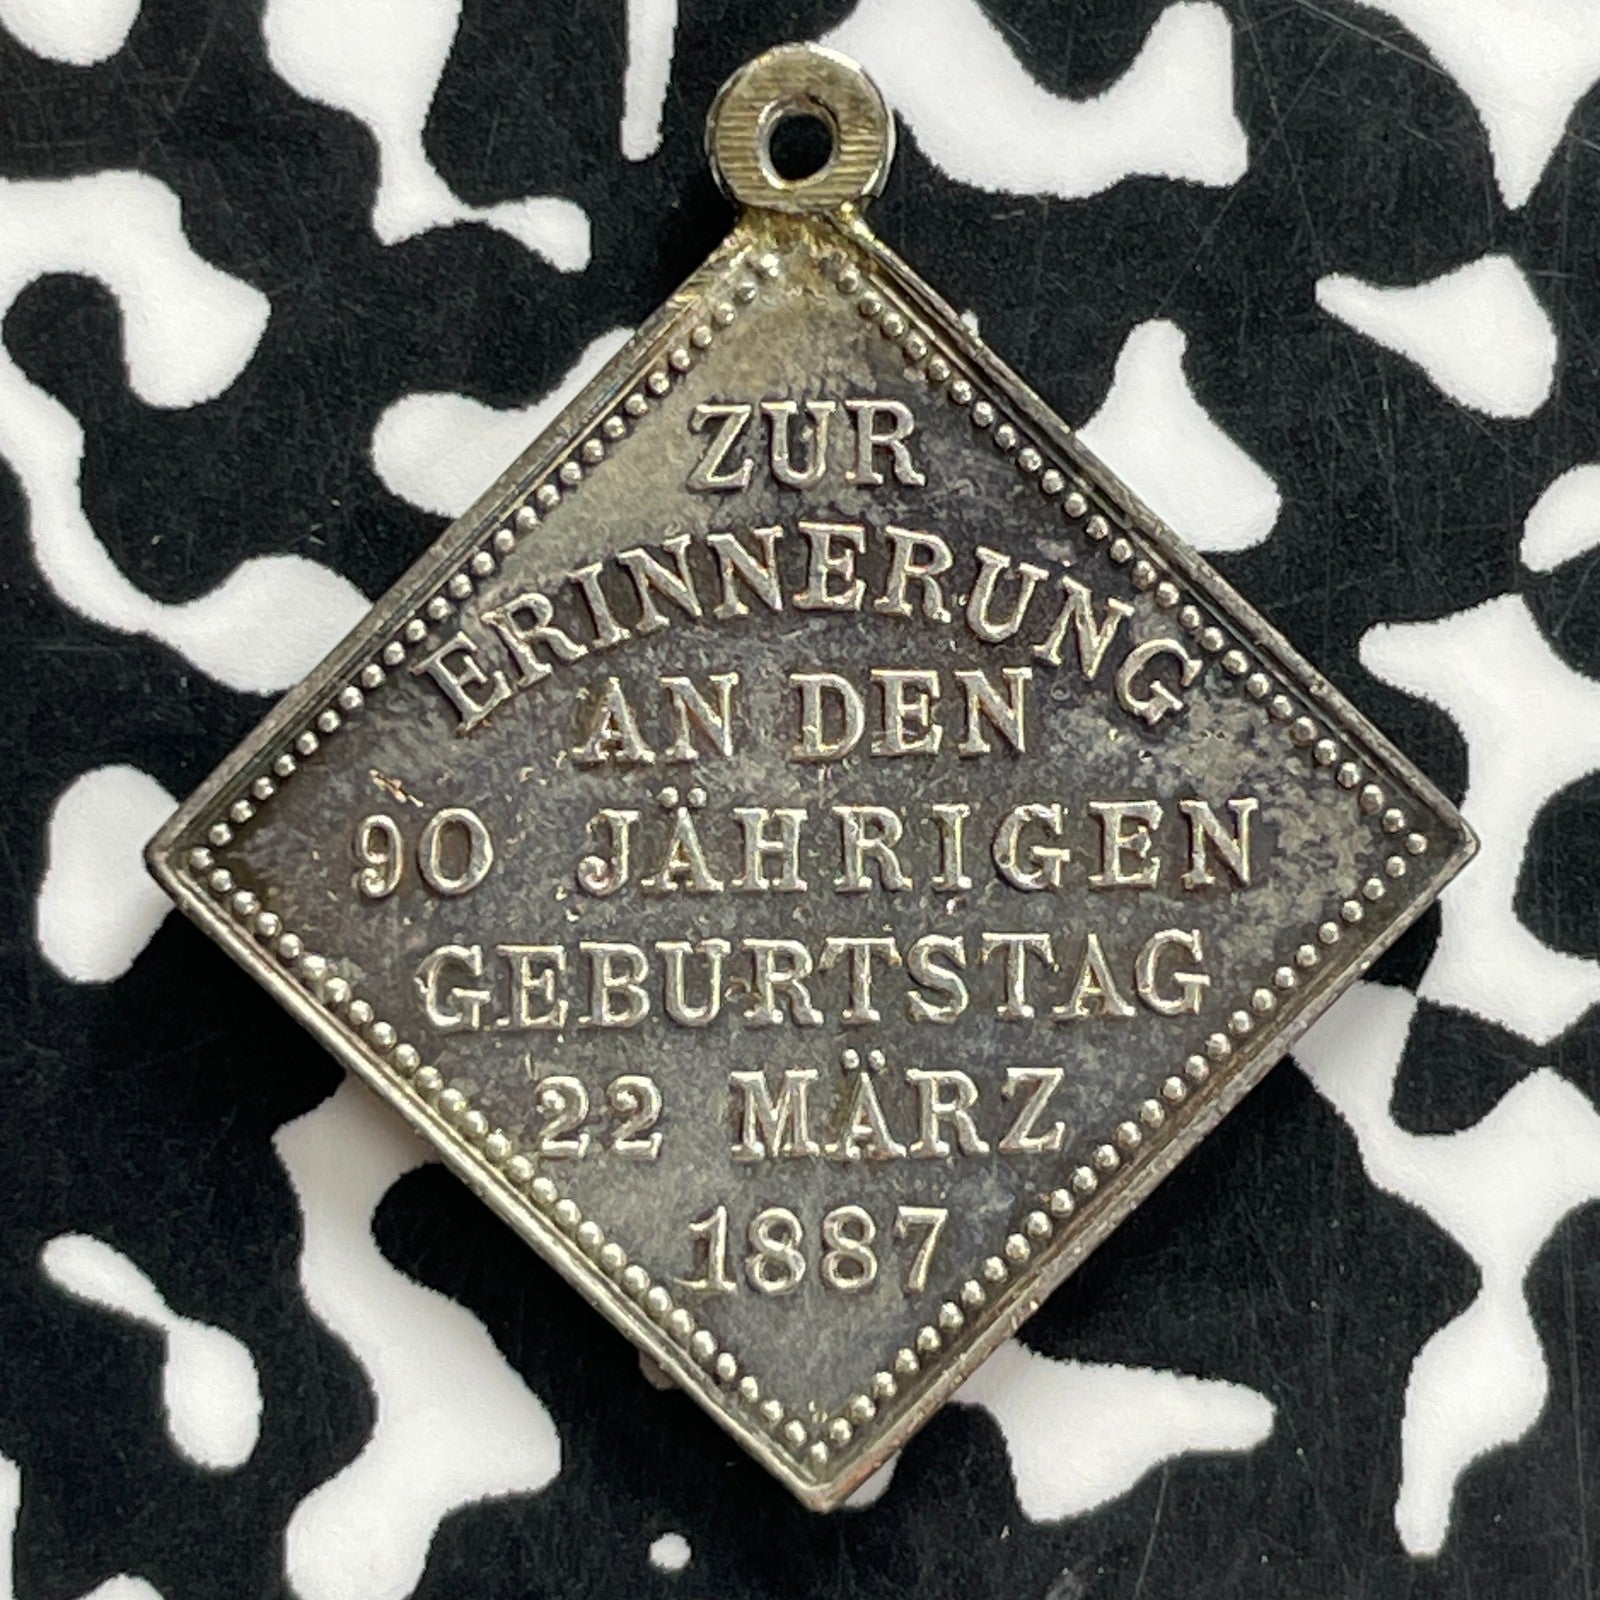 ZUR
ERINNERUNG
AN DEN
90 JÄHRIGEN
GEBURTSTAG
22 MÄRZ
1887